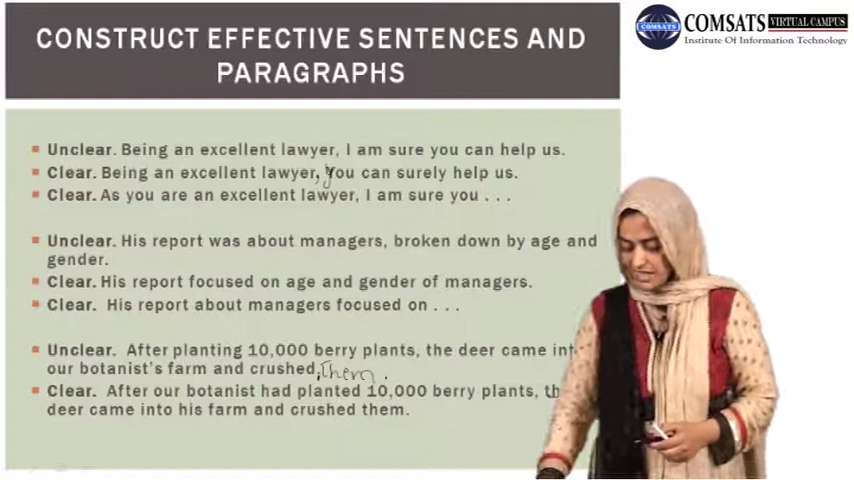 CONSTRUCT EFFECTIVE SENTENCES AND
PARAGRAPHS
COMSATS VIRTUAL CAMPUS
Institute Of Information Technology
COMSATS
Unclear. Being an excellent lawyer, I am sure you can help us.
Clear. Being an excellent lawyer, you can surely help us.
Clear. As you are an excellent lawyer, I am sure you . . .
Unclear. His report was about managers, broken down by age and
gender.
Clear. His report focused on age and gender of managers.
Clear. His report about managers focused on . . .
Unclear. After planting 10,000 berry plants, the deer came
our botanist's farm and crushed Them.
Clear. After our botanist had planted 10,000 berry plants,
deer came into his farm and crushed them.